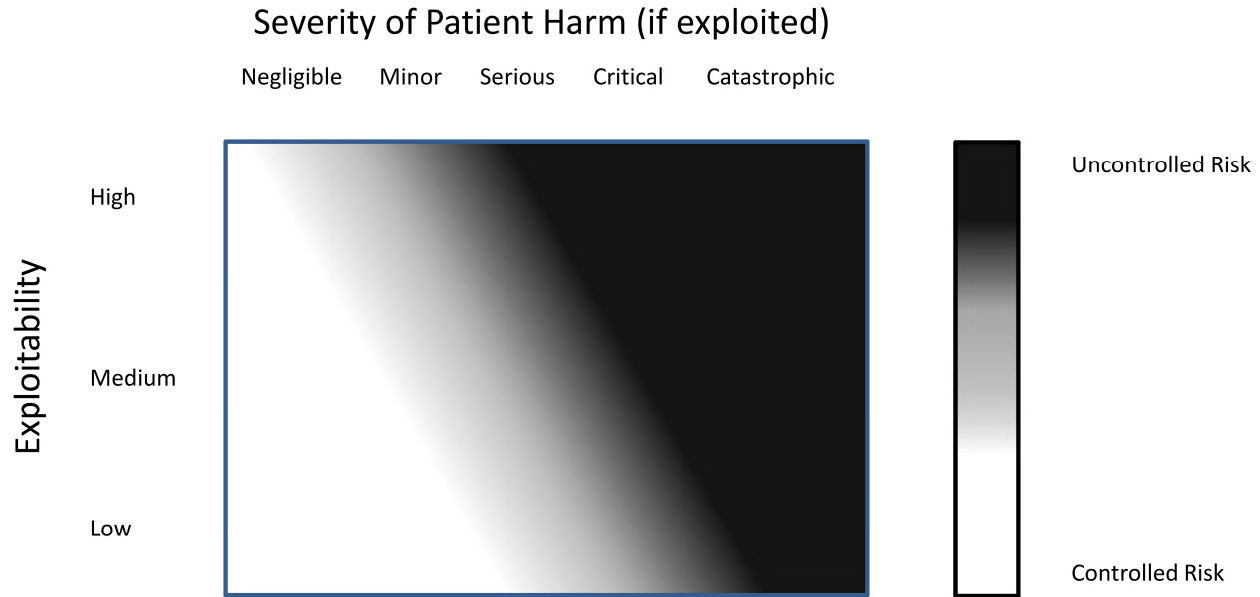 Severity of Patient Harm (if exploited)
Negligible Minor Serious Critical Catastrophic
Exploitability
High
Medium
Low
Uncontrolled Risk
Controlled Risk